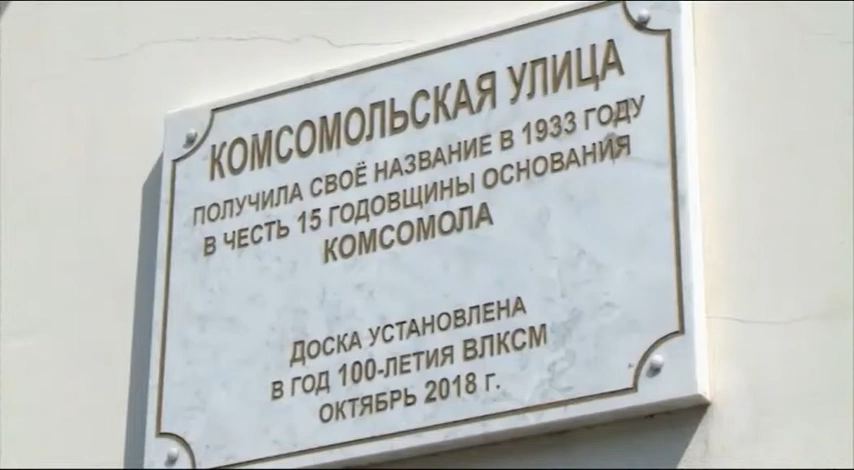 КОМСОМОЛЬСКАЯ УЛИЦА
ПОЛУЧИЛА СВОЁ НАЗВАНИЕ В 1933 ГОДУ
В ЧЕСТЬ 15 ГОДОВЩИНЫ ОСНОВАНИЯ
КОМСОМОЛА
ДОСКА УСТАНОВЛЕНА
В ГОД 100-ЛЕТИЯ ВЛКСМ
ОКТЯБРЬ 2018 Г.